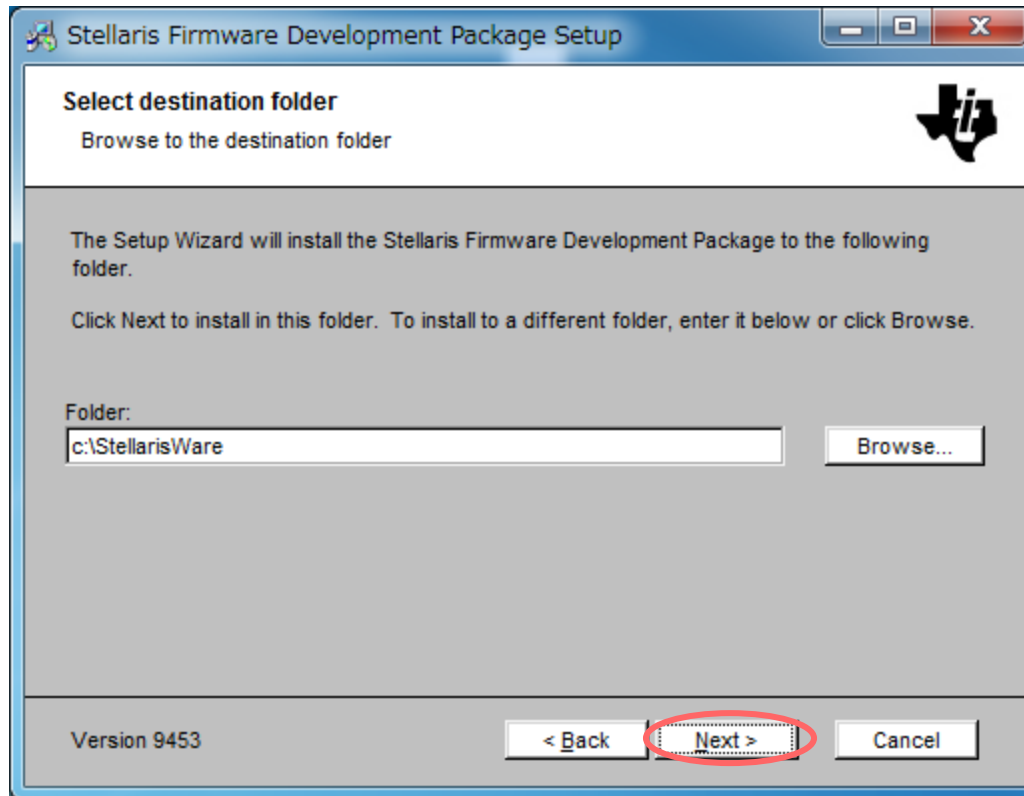 Stellaris Firmware Development Package Setup
Select destination folder
Browse to the destination folder
The Setup Wizard will install the Stellaris Firmware Development Package to the following
folder.
Click Next to install in this folder.  To install to a different folder, enter it below or click Browse.
Folder:
c:\StellarisWare
Browse...
Version 9453
< Back
Next >
Cancel